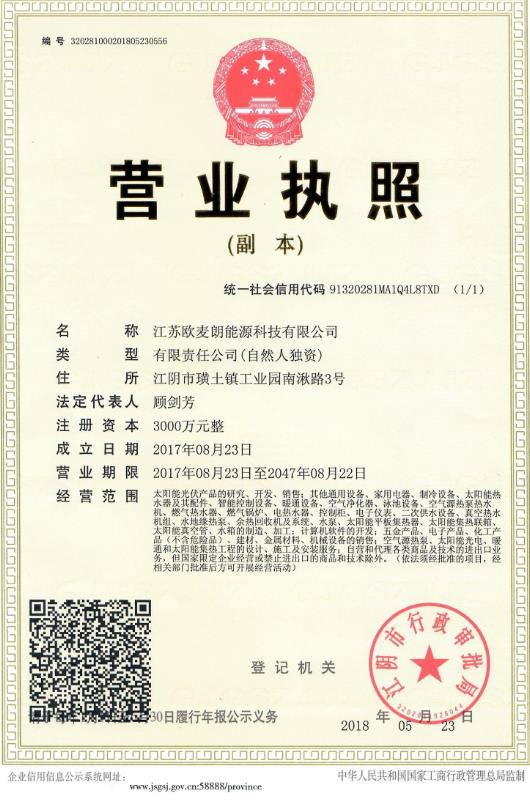 编 号 320281000201805230556
营业执照
(副 本)
统一社会信用代码 91320281MA1Q4L8TXD (1/1)
名 称 江苏欧麦朗能源科技有限公司
类 型 有限责任公司(自然人独资)
住 所 江阴市璜土镇工业园南湫路3号
法定代表人 顾剑芳
注册资本 3000万元整
成立日期 2017年08月23日
营业期限 2017年08月23日至2047年08月22日
经营范围 太阳能光伏产品的研究、开发、销售；其他通用设备、家用电器、制冷设备、太阳能热
水器及其配件、智能控制设备、暖通设备、空气净化器、泳池设备、空气源热泵热水
机、燃气热水器、燃气锅炉、电热水器、控制柜、电子仪表、二次供水设备、真空热水
机组、水地缘热泵、余热回收机及系统、水泵、太阳能平板集热器、太阳能集热联箱、
太阳能真空管、水箱的制造、加工；计算机软件的开发；五金产品、电子产品、化工产
品（不含危险品）、建材、金属材料、机械设备的销售；空气源热泵、太阳能光电、暖
通和太阳能集热工程的设计、施工及安装服务；自营和代理各类商品及技术的进出口业
务，但国家限定企业经营或禁止进出口的商品和技术除外。（依法须经批准的项目，经
相关部门批准后方可开展经营活动）
江阴市行政审批局
登记机关
30日履行年报公示义务
2018 年 05 月 23 日
企业信用信息公示系统网址：
www.jsgsj.gov.cn:58888/province
中华人民共和国国家工商行政管理总局监制